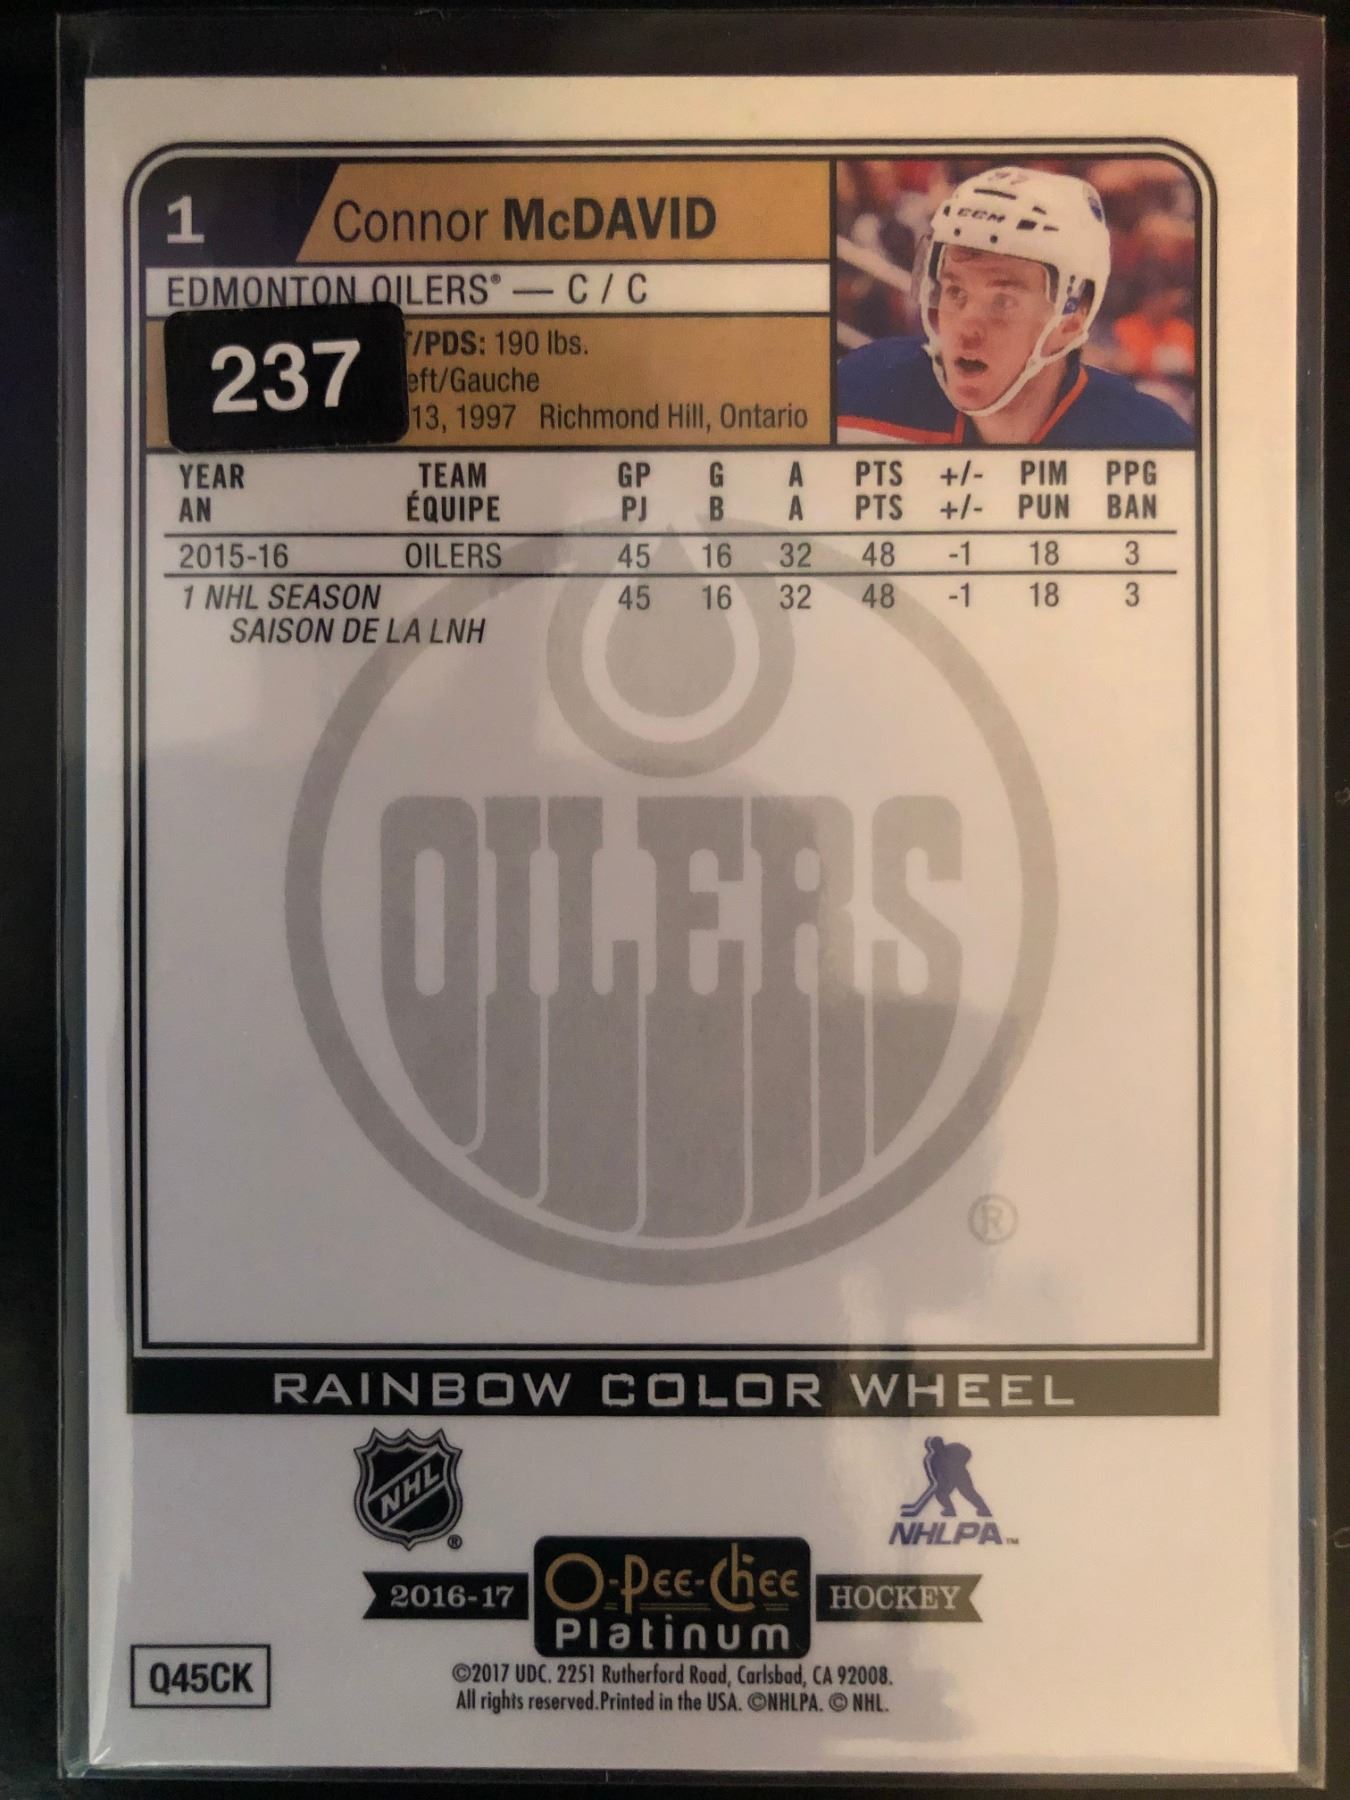 1 Connor McDAVID
97
CCM
EDMONTON OILERS® — C / C
237
/PDS: 190 lbs.
eft/Gauche
13, 1997 Richmond Hill, Ontario
YEAR TEAM GP G A PTS +/- PIM PPG
AN ÉQUIPE PJ B A PTS +/- PUN BAN
2015-16 OILERS 45 16 32 48 -1 18 3
1 NHL SEASON 45 16 32 48 -1 18 3
SAISON DE LA LNH
OILERS
®
RAINBOW COLOR WHEEL
NHL ®
NHLPA™
2016-17 O-Pee-Chee HOCKEY
Platinum
Q45CK
©2017 UDC. 2251 Rutherford Road, Carlsbad, CA 92008.
All rights reserved.Printed in the USA. ©NHLPA. © NHL.